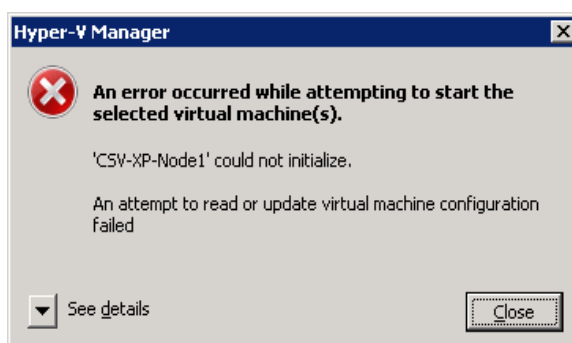 Hyper-V Manager
An error occurred while attempting to start the
selected virtual machine(s).
'CSV-XP-Node1' could not initialize.
An attempt to read or update virtual machine configuration
failed
See details
Close